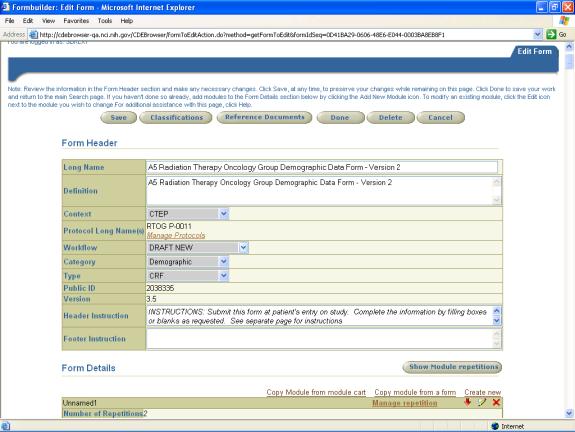 Formbuilder: Edit Form - Microsoft Internet Explorer
File Edit View Favorites Tools Help
Address http://cdebrowser-qa.nci.nih.gov/CDEBrowser/FormToEditAction.do?method=getFormToEdit&formIdSeq=0D41BA29-0606-48E6-E044-0003BA8EB8F1 Go
You are logged in as:
Edit Form
Note: Review the information in the Form Header section and make any necessary changes. Click Save, at any time, to preserve your changes while remaining on this page. Click Done to save your work
and return to the main Search page. If you haven't done so already, add modules to the Form Details section below by clicking the Add New Module icon. To modify an existing module, click the Edit icon
next to the module you wish to change For additional assistance with this page, click Help.
Save Classifications Reference Documents Done Delete Cancel
Form Header
Long Name A5 Radiation Therapy Oncology Group Demographic Data Form - Version 2
Definition A5 Radiation Therapy Oncology Group Demographic Data Form - Version 2
Context CTEP
Protocol Long Name(s) RTOG P-0011
Manage Protocols
Workflow DRAFT NEW
Category Demographic
Type CRF
Public ID 2038335
Version 3.5
Header Instruction INSTRUCTIONS: Submit this form at patient's entry on study. Complete the information by filling boxes
or blanks as requested. See separate page for instructions
Footer Instruction
Form Details Show Module repetitions
Copy Module from module cart Copy module from a form Create new
Unnamed1 Manage repetition
Number of Repetitions 2
Internet